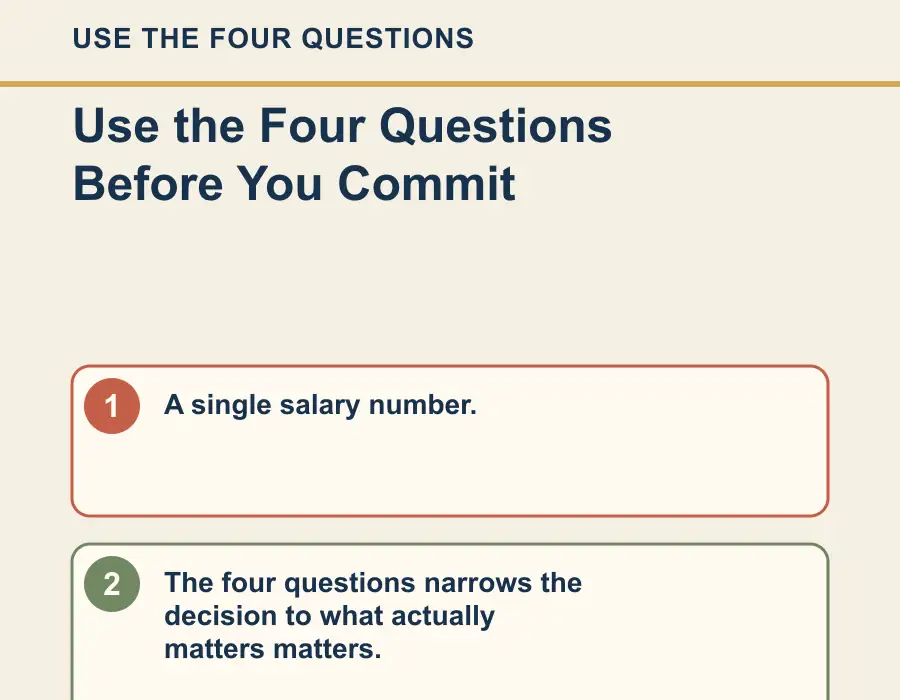 USE THE FOUR QUESTIONS
Use the Four Questions
Before You Commit
1
A single salary number.
2
The four questions narrows the
decision to what actually
matters matters.